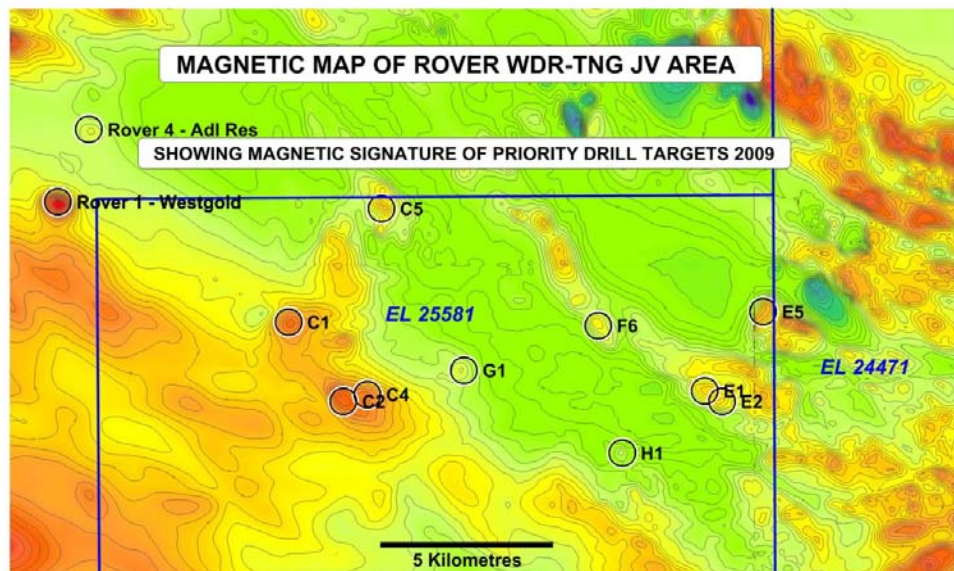 MAGNETIC MAP OF ROVER WDR-TNG JV AREA
Rover 4 - Adl Res
SHOWING MAGNETIC SIGNATURE OF PRIORITY DRILL TARGETS 2009
Rover 1 - Westgold
C5
C1
EL 25581
F6
E5
G1
EL 24471
C2
C4
E1
E2
H1
5 Kilometres